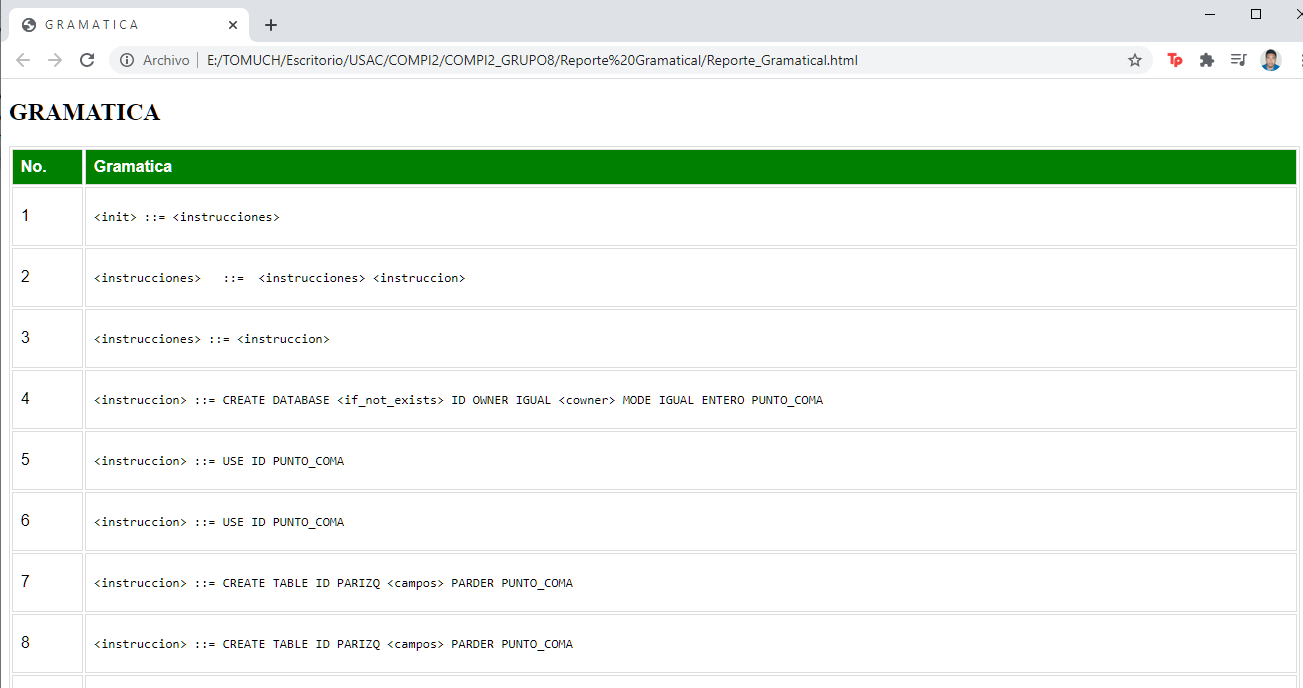 G R A M A T I C A
Archivo E:/TOMUCH/Escritorio/USAC/COMPI2/COMPI2_GRUPO8/Reporte%20Gramatical/Reporte_Gramatical.html
Tp
GRAMATICA
No. Gramatica
1 <init> ::= <instrucciones>
2 <instrucciones>   ::=  <instrucciones> <instruccion>
3 <instrucciones> ::= <instruccion>
4 <instruccion> ::= CREATE DATABASE <if_not_exists> ID OWNER IGUAL <cowner> MODE IGUAL ENTERO PUNTO_COMA
5 <instruccion> ::= USE ID PUNTO_COMA
6 <instruccion> ::= USE ID PUNTO_COMA
7 <instruccion> ::= CREATE TABLE ID PARIZQ <campos> PARDER PUNTO_COMA
8 <instruccion> ::= CREATE TABLE ID PARIZQ <campos> PARDER PUNTO_COMA